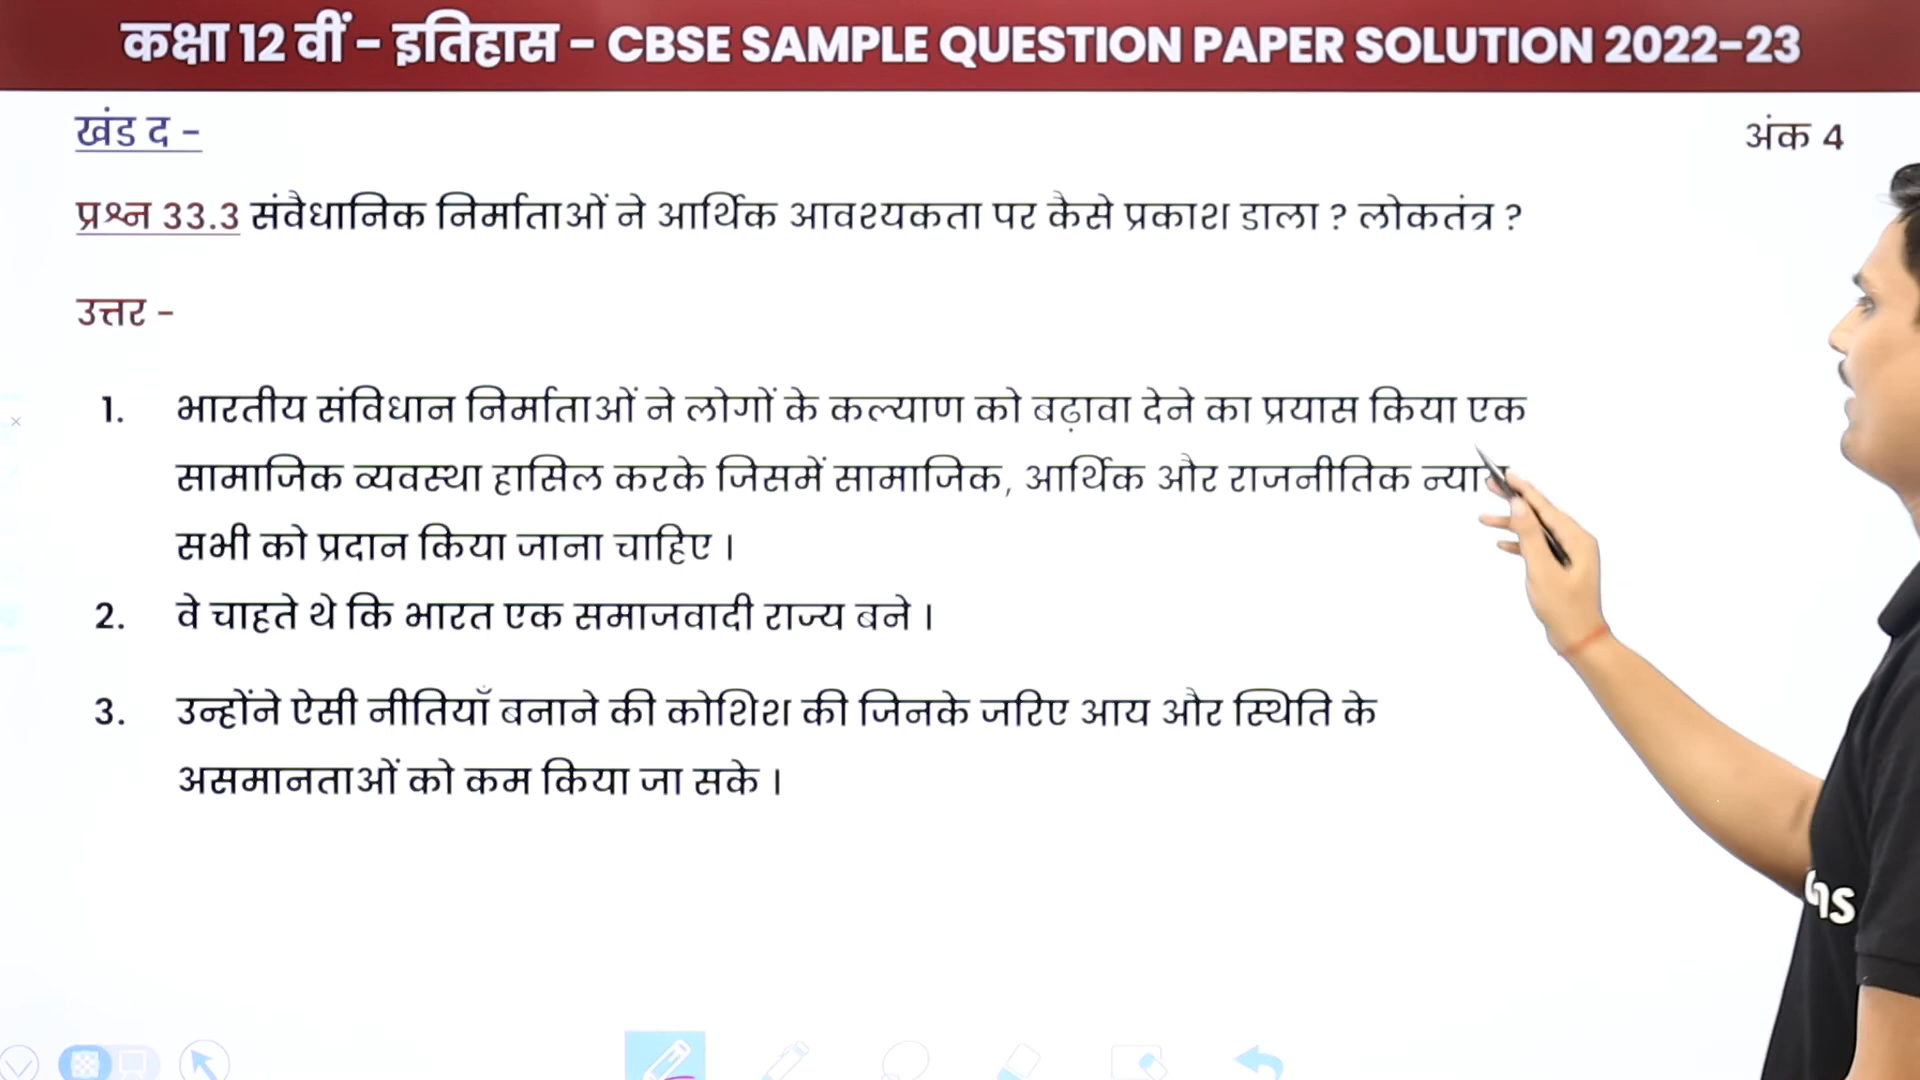 कक्षा 12 वीं - इतिहास - CBSE SAMPLE QUESTION PAPER SOLUTION 2022-23
खंड द -
अंक 4
प्रश्न 33.3 संवैधानिक निर्माताओं ने आर्थिक आवश्यकता पर कैसे प्रकाश डाला ? लोकतंत्र ?
उत्तर -
1. भारतीय संविधान निर्माताओं ने लोगों के कल्याण को बढ़ावा देने का प्रयास किया एक
सामाजिक व्यवस्था हासिल करके जिसमें सामाजिक, आर्थिक और राजनीतिक न्याय
सभी को प्रदान किया जाना चाहिए ।
2. वे चाहते थे कि भारत एक समाजवादी राज्य बने ।
3. उन्होंने ऐसी नीतियाँ बनाने की कोशिश की जिनके जरिए आय और स्थिति के
असमानताओं को कम किया जा सके ।